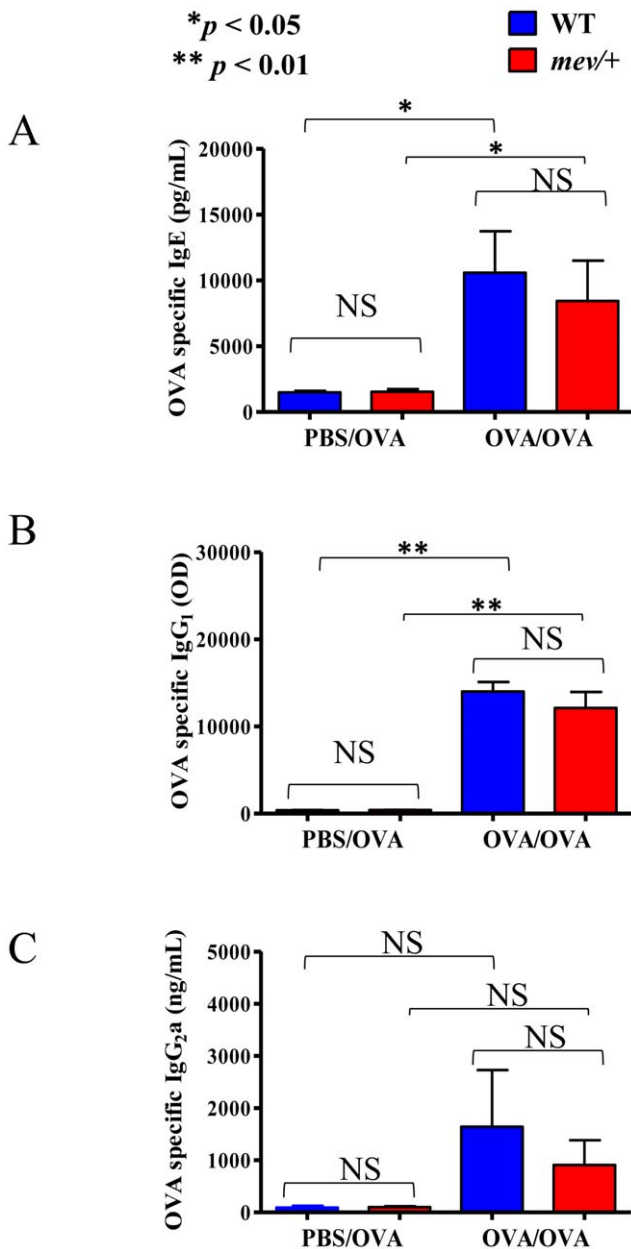 *p < 0.05
** p < 0.01
WT
mev/+
A
OVA specific IgE (pg/mL)
20000
15000
10000
5000
0
*
*
NS
NS
PBS/OVA
OVA/OVA
B
OVA specific IgG₁ (OD)
30000
20000
10000
0
**
**
NS
NS
PBS/OVA
OVA/OVA
C
OVA specific IgG₂a (ng/mL)
5000
4000
3000
2000
1000
0
NS
NS
NS
NS
PBS/OVA
OVA/OVA